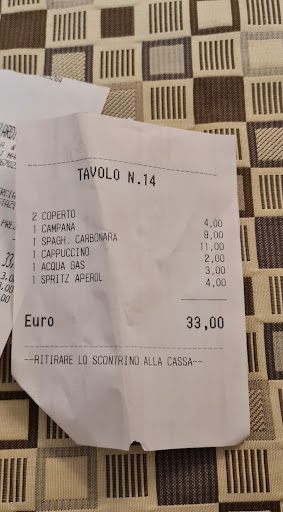 TAVOLO N.14
2 COPERTO 4,00
1 CAMPANA 9,00
1 SPAGH. CARBONARA 11,00
1 CAPPUCCINO 2,00
1 ACQUA GAS 3,00
1 SPRITZ APEROL 4,00
Euro 33,00
--RITIRARE LO SCONTRINO ALLA CASSA--